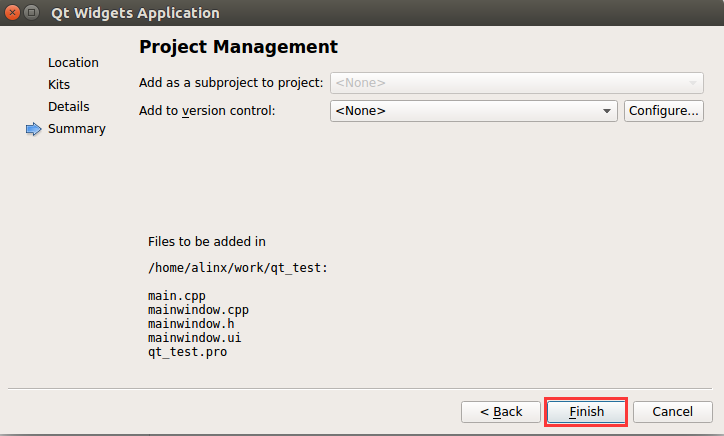 Qt Widgets Application
Project Management
Location
Kits
Details
Summary
Add as a subproject to project: <None>
Add to version control: <None> Configure...
Files to be added in
/home/alinx/work/qt_test:
main.cpp
mainwindow.cpp
mainwindow.h
mainwindow.ui
qt_test.pro
< Back Finish Cancel